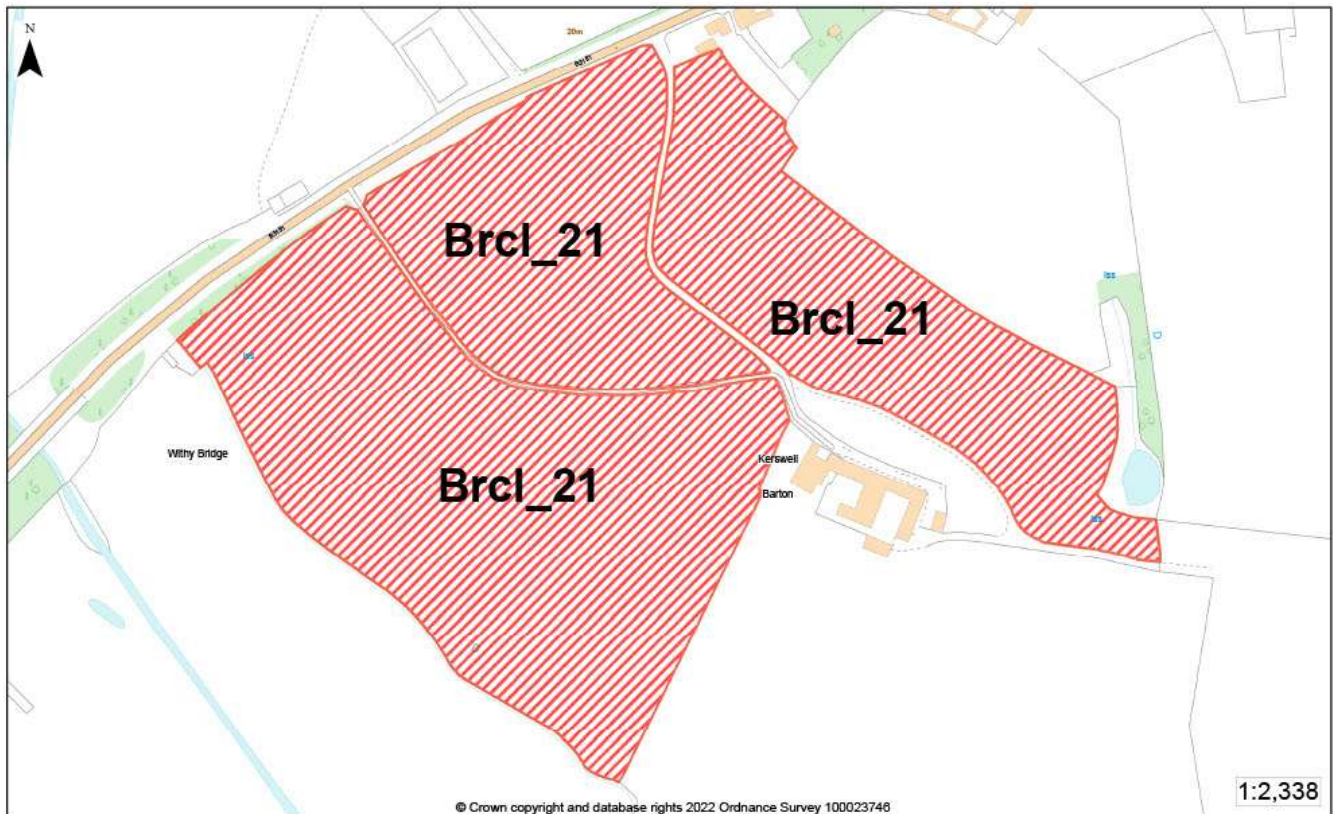 N
20m
B3181
Brcl_21
B3181
Iss
Brcl_21
D
Iss
Withy Bridge
Kerswell
Barton
Brcl_21
Iss
1:2,338
© Crown copyright and database rights 2022 Ordnance Survey 100023746